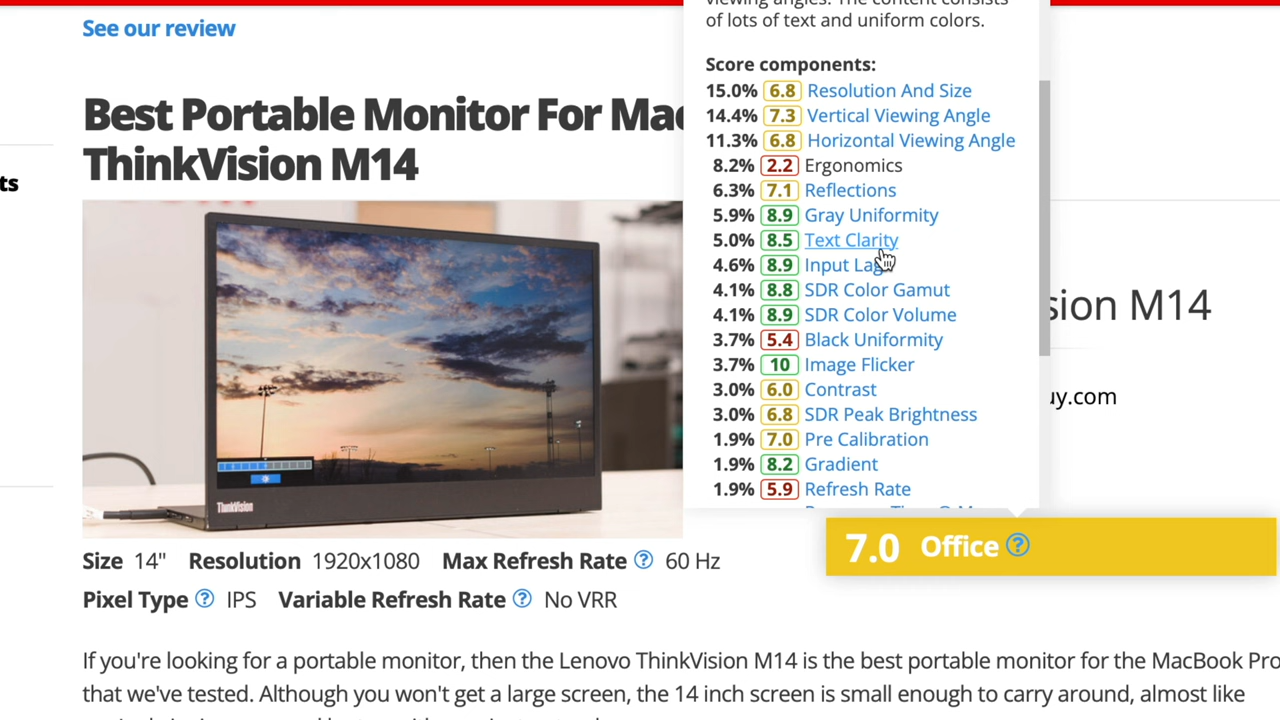 See our review
Best Portable Monitor For Mac
ThinkVision M14
ts
ThinkVision
Size 14" Resolution 1920x1080 Max Refresh Rate ? 60 Hz
Pixel Type ? IPS Variable Refresh Rate ? No VRR
If you're looking for a portable monitor, then the Lenovo ThinkVision M14 is the best portable monitor for the MacBook Pro
that we've tested. Although you won't get a large screen, the 14 inch screen is small enough to carry around, almost like
of lots of text and uniform colors.
Score components:
15.0% 6.8 Resolution And Size
14.4% 7.3 Vertical Viewing Angle
11.3% 6.8 Horizontal Viewing Angle
8.2% 2.2 Ergonomics
6.3% 7.1 Reflections
5.9% 8.9 Gray Uniformity
5.0% 8.5 Text Clarity
4.6% 8.9 Input Lag
4.1% 8.8 SDR Color Gamut
4.1% 8.9 SDR Color Volume
3.7% 5.4 Black Uniformity
3.7% 10 Image Flicker
3.0% 6.0 Contrast
3.0% 6.8 SDR Peak Brightness
1.9% 7.0 Pre Calibration
1.9% 8.2 Gradient
1.9% 5.9 Refresh Rate
7.0 Office ?
sion M14
uy.com